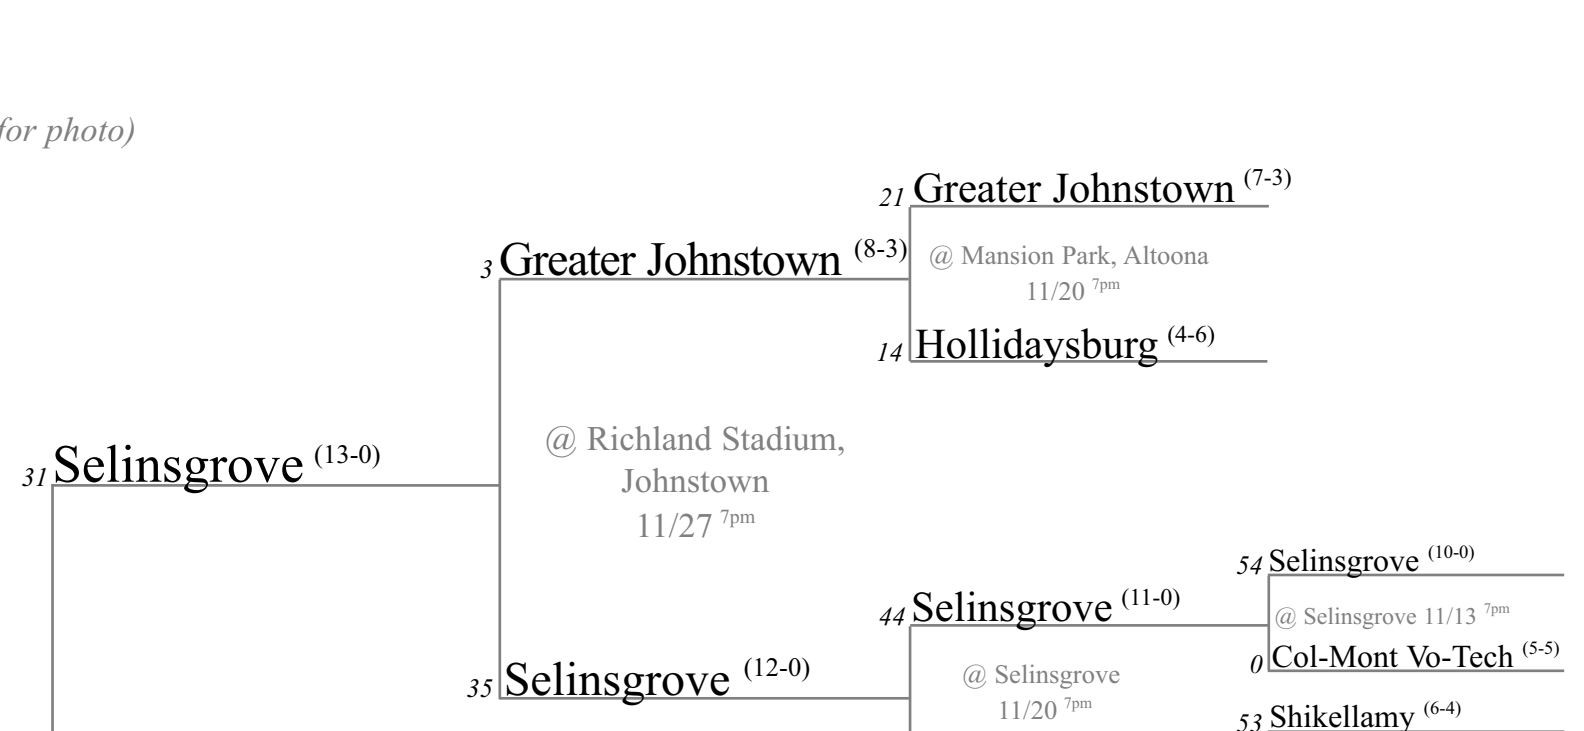 for photo)
21 Greater Johnstown (7-3)
3 Greater Johnstown (8-3)
@ Mansion Park, Altoona
11/20 7pm
14 Hollidaysburg (4-6)
@ Richland Stadium,
Johnstown
11/27 7pm
31 Selinsgrove (13-0)
54 Selinsgrove (10-0)
44 Selinsgrove (11-0)
@ Selinsgrove 11/13 7pm
0 Col-Mont Vo-Tech (5-5)
35 Selinsgrove (12-0)
@ Selinsgrove
11/20 7pm
53 Shikellamy (6-4)